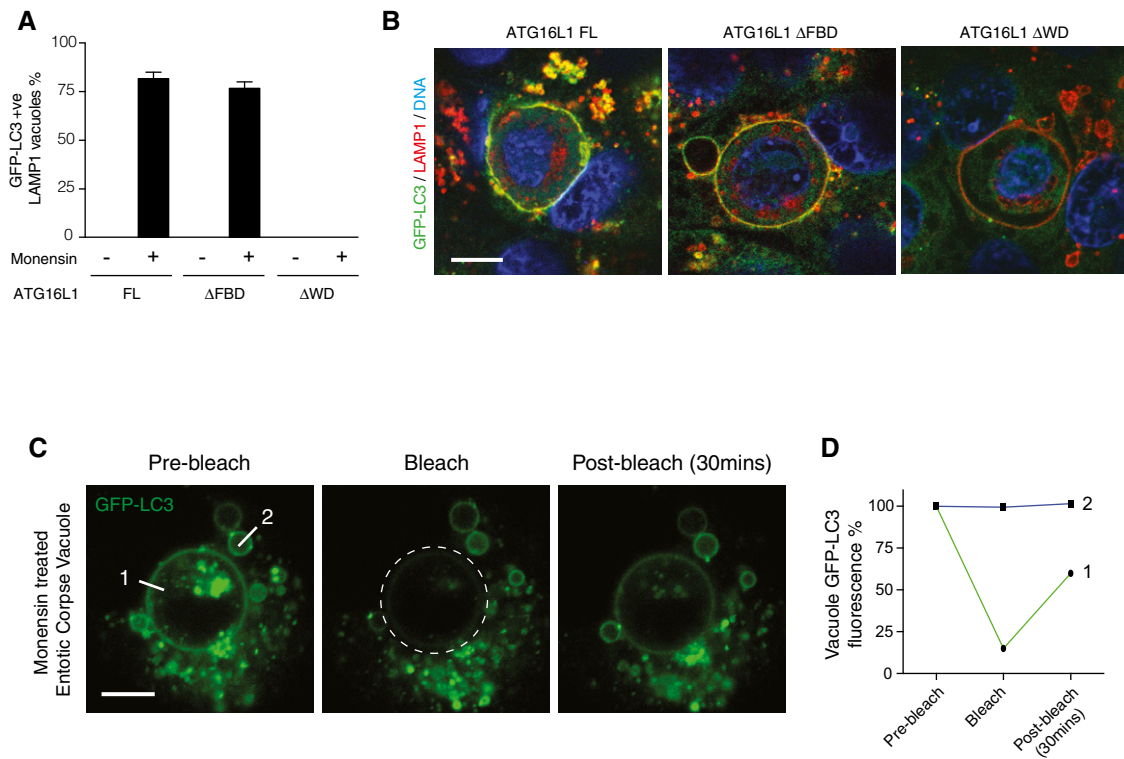 A
GFP-LC3 +ve
LAMP1 vacuoles %
100
75
50
25
0
Monensin - + - + - +
ATG16L1 FL ΔFBD ΔWD
B
ATG16L1 FL ATG16L1 ΔFBD ATG16L1 ΔWD
GFP-LC3 / LAMP1 / DNA
C
Pre-bleach Bleach Post-bleach (30mins)
Monensin treated
Entotic Corpse Vacuole
GFP-LC3
2
1
D
Vacuole GFP-LC3
fluorescence %
100
75
50
25
0
2
1
Pre-bleach
Bleach
Post-bleach
(30mins)